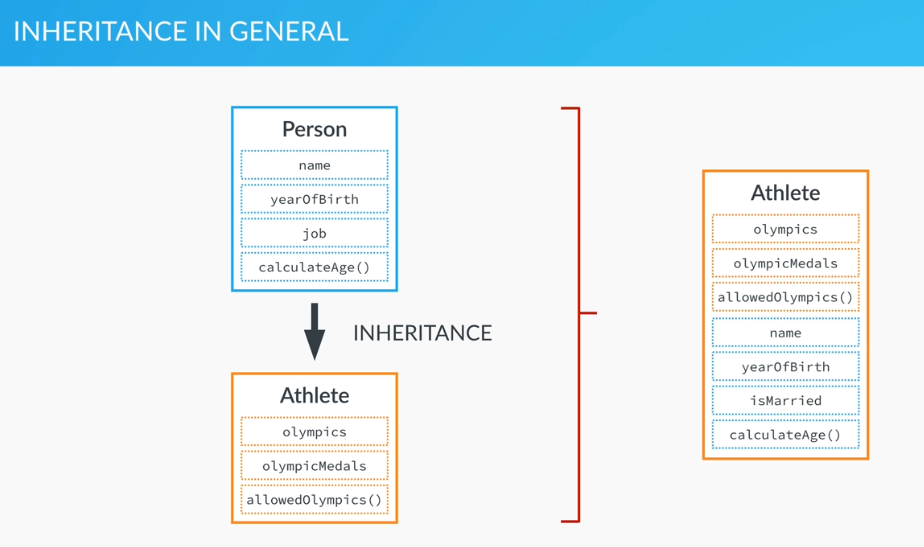 INHERITANCE IN GENERAL
Person
name
yearOfBirth
job
calculateAge()
INHERITANCE
Athlete
olympics
olympicMedals
allowedOlympics()
Athlete
olympics
olympicMedals
allowedOlympics()
name
yearOfBirth
isMarried
calculateAge()